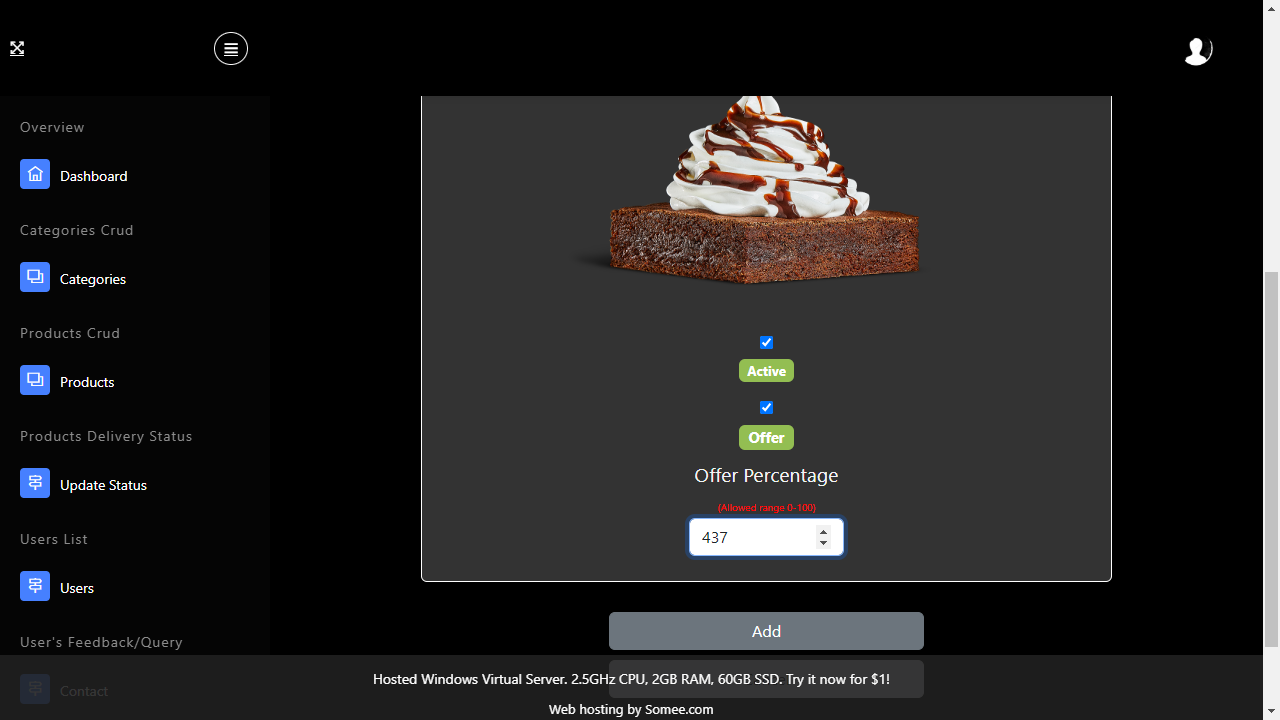 Overview
Dashboard
Categories Crud
Categories
Products Crud
Products
Products Delivery Status
Update Status
Users List
Users
User's Feedback/Query
Contact
Active
Offer
Offer Percentage
(Allowed range 0-100)
437
Add
Hosted Windows Virtual Server. 2.5GHz CPU, 2GB RAM, 60GB SSD. Try it now for $1!
Web hosting by Somee.com